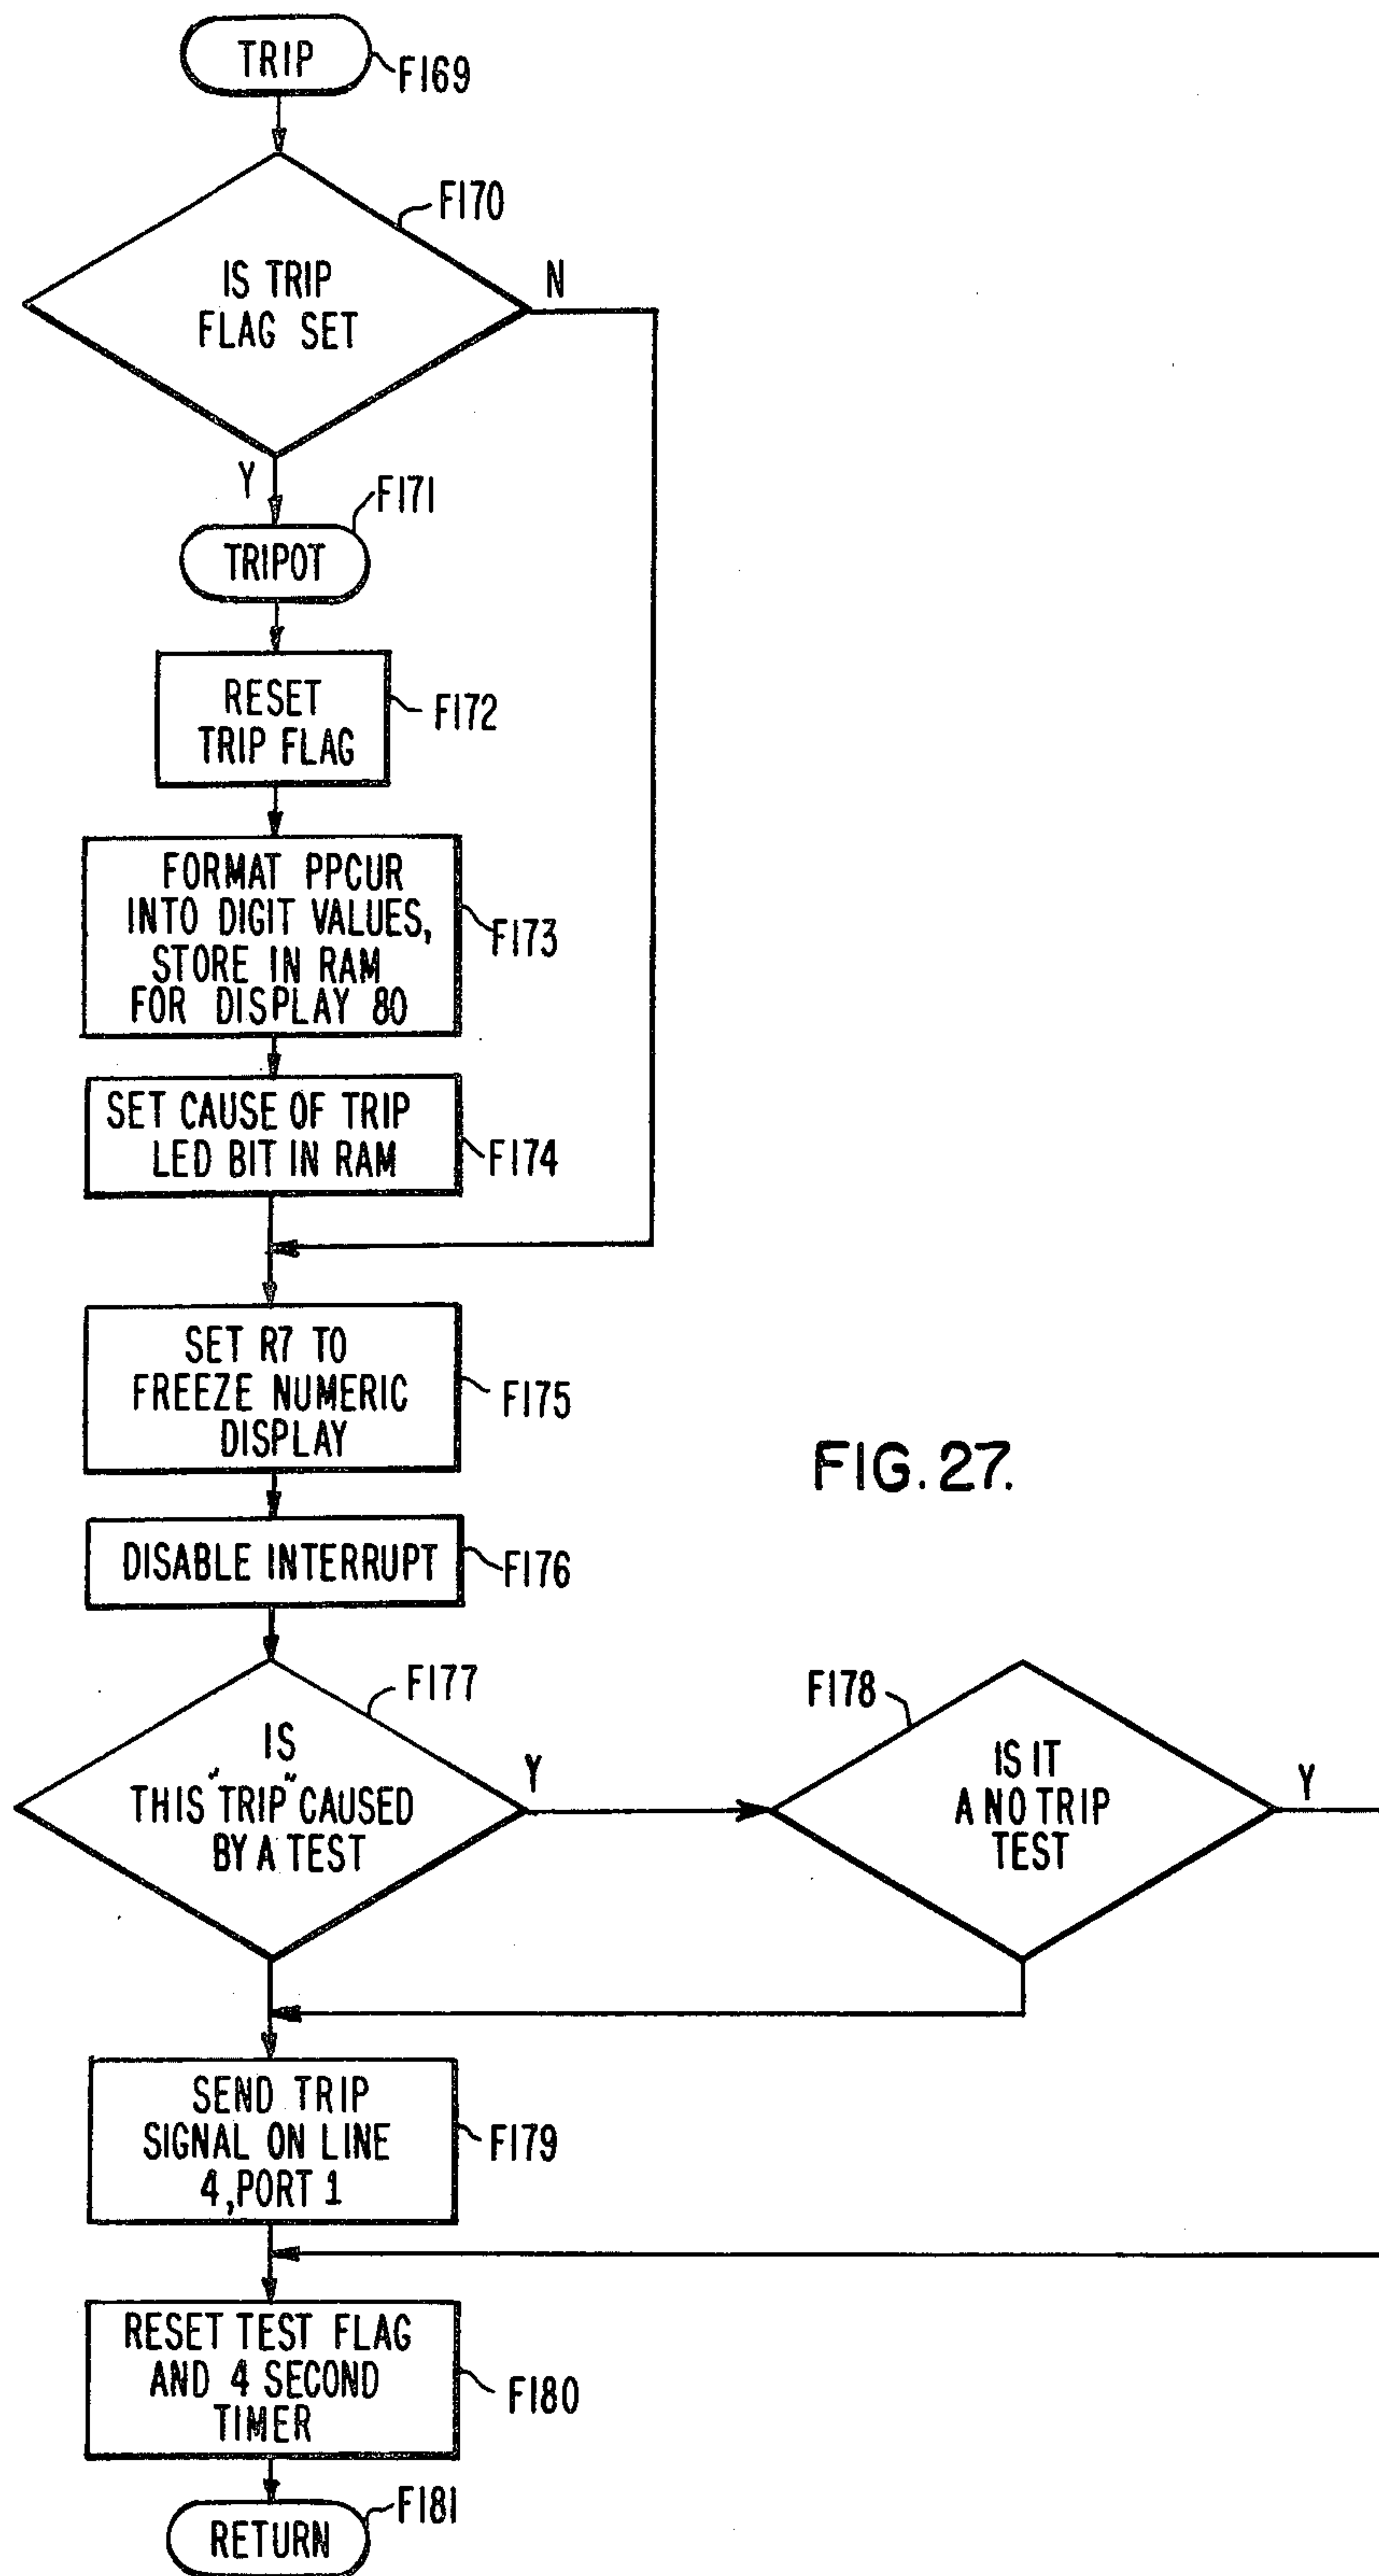 TRIP
F169
F170
IS TRIP
FLAG SET
N
Y
F171
TRIPOT
RESET
TRIP FLAG
F172
FORMAT PPCUR
INTO DIGIT VALUES,
STORE IN RAM
FOR DISPLAY 80
F173
SET CAUSE OF TRIP
LED BIT IN RAM
F174
SET R7 TO
FREEZE NUMERIC
DISPLAY
F175
FIG. 27.
DISABLE INTERRUPT
F176
F177
IS
THIS "TRIP" CAUSED
BY A TEST
Y
F178
IS IT
A NO TRIP
TEST
Y
SEND TRIP
SIGNAL ON LINE
4, PORT 1
F179
RESET TEST FLAG
AND 4 SECOND
TIMER
F180
F181
RETURN